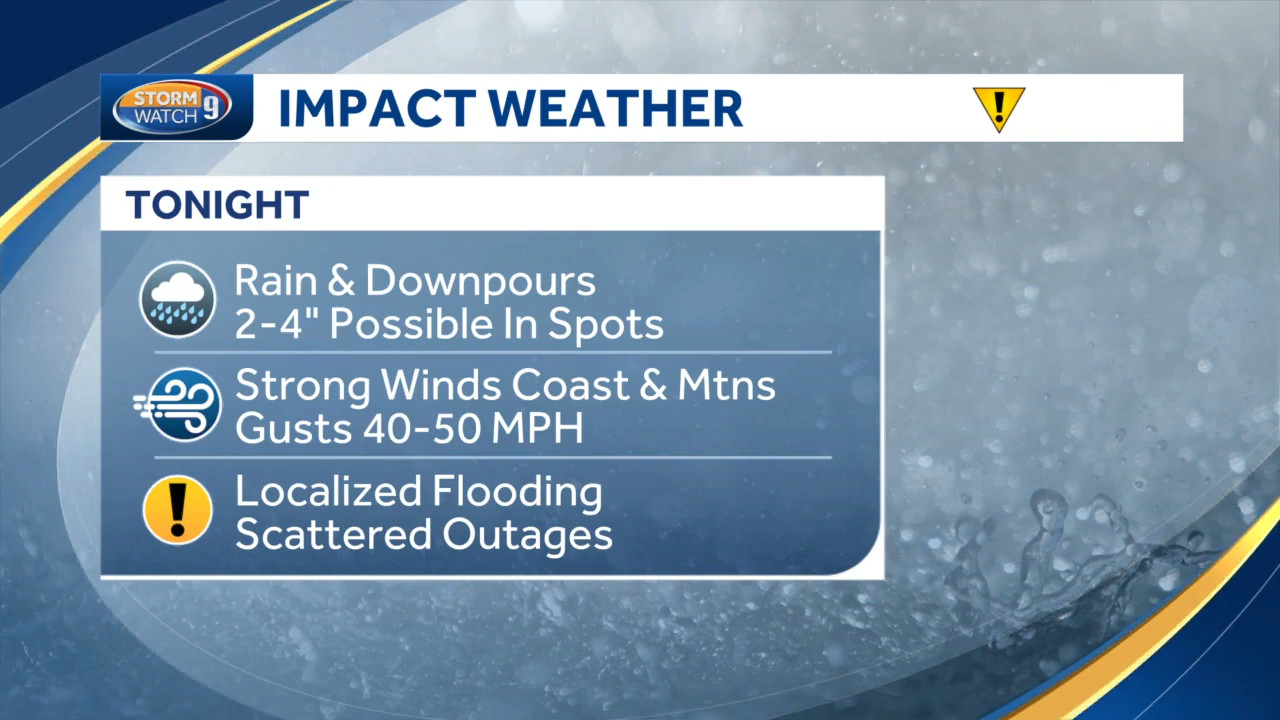 STORM
WATCH 9
IMPACT WEATHER
!
TONIGHT
Rain & Downpours
2-4" Possible In Spots
Strong Winds Coast & Mtns
Gusts 40-50 MPH
!
Localized Flooding
Scattered Outages